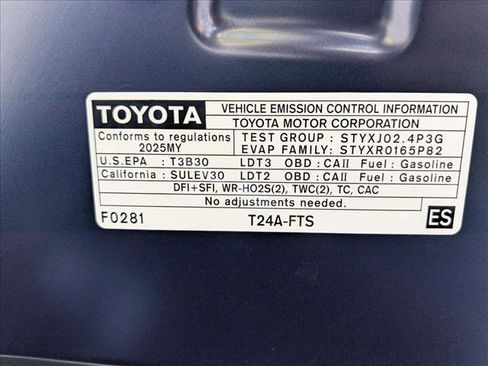 TOYOTA
VEHICLE EMISSION CONTROL INFORMATION
TOYOTA MOTOR CORPORATION
Conforms to regulations
2025MY
TEST GROUP : STYXJ02.4P3G
EVAP FAMILY: STYXR0165P82
U.S.EPA : T3B30 LDT3 OBD : CAII Fuel : Gasoline
California : SULEV30 LDT2 OBD : CAII Fuel : Gasoline
DFI+SFI, WR-HO2S(2), TWC(2), TC, CAC
No adjustments needed.
F0281 T24A-FTS ES